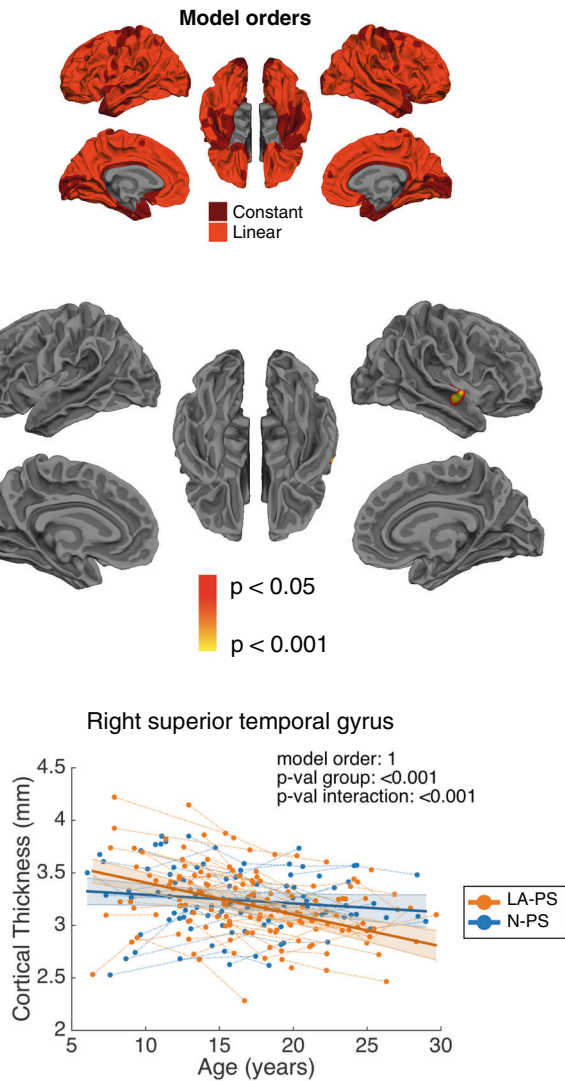 Model orders
Constant
Linear
p < 0.05
p < 0.001
Right superior temporal gyrus
model order: 1
p-val group: <0.001
p-val interaction: <0.001
Cortical Thickness (mm)
4.5
4
3.5
3
2.5
2
5 10 15 20 25 30
Age (years)
LA-PS
N-PS